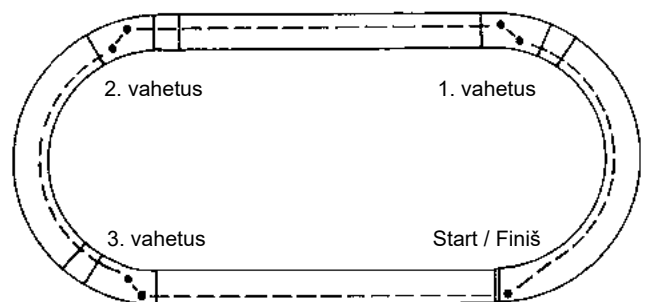 2. vahetus
1. vahetus
3. vahetus
Start / Finiš